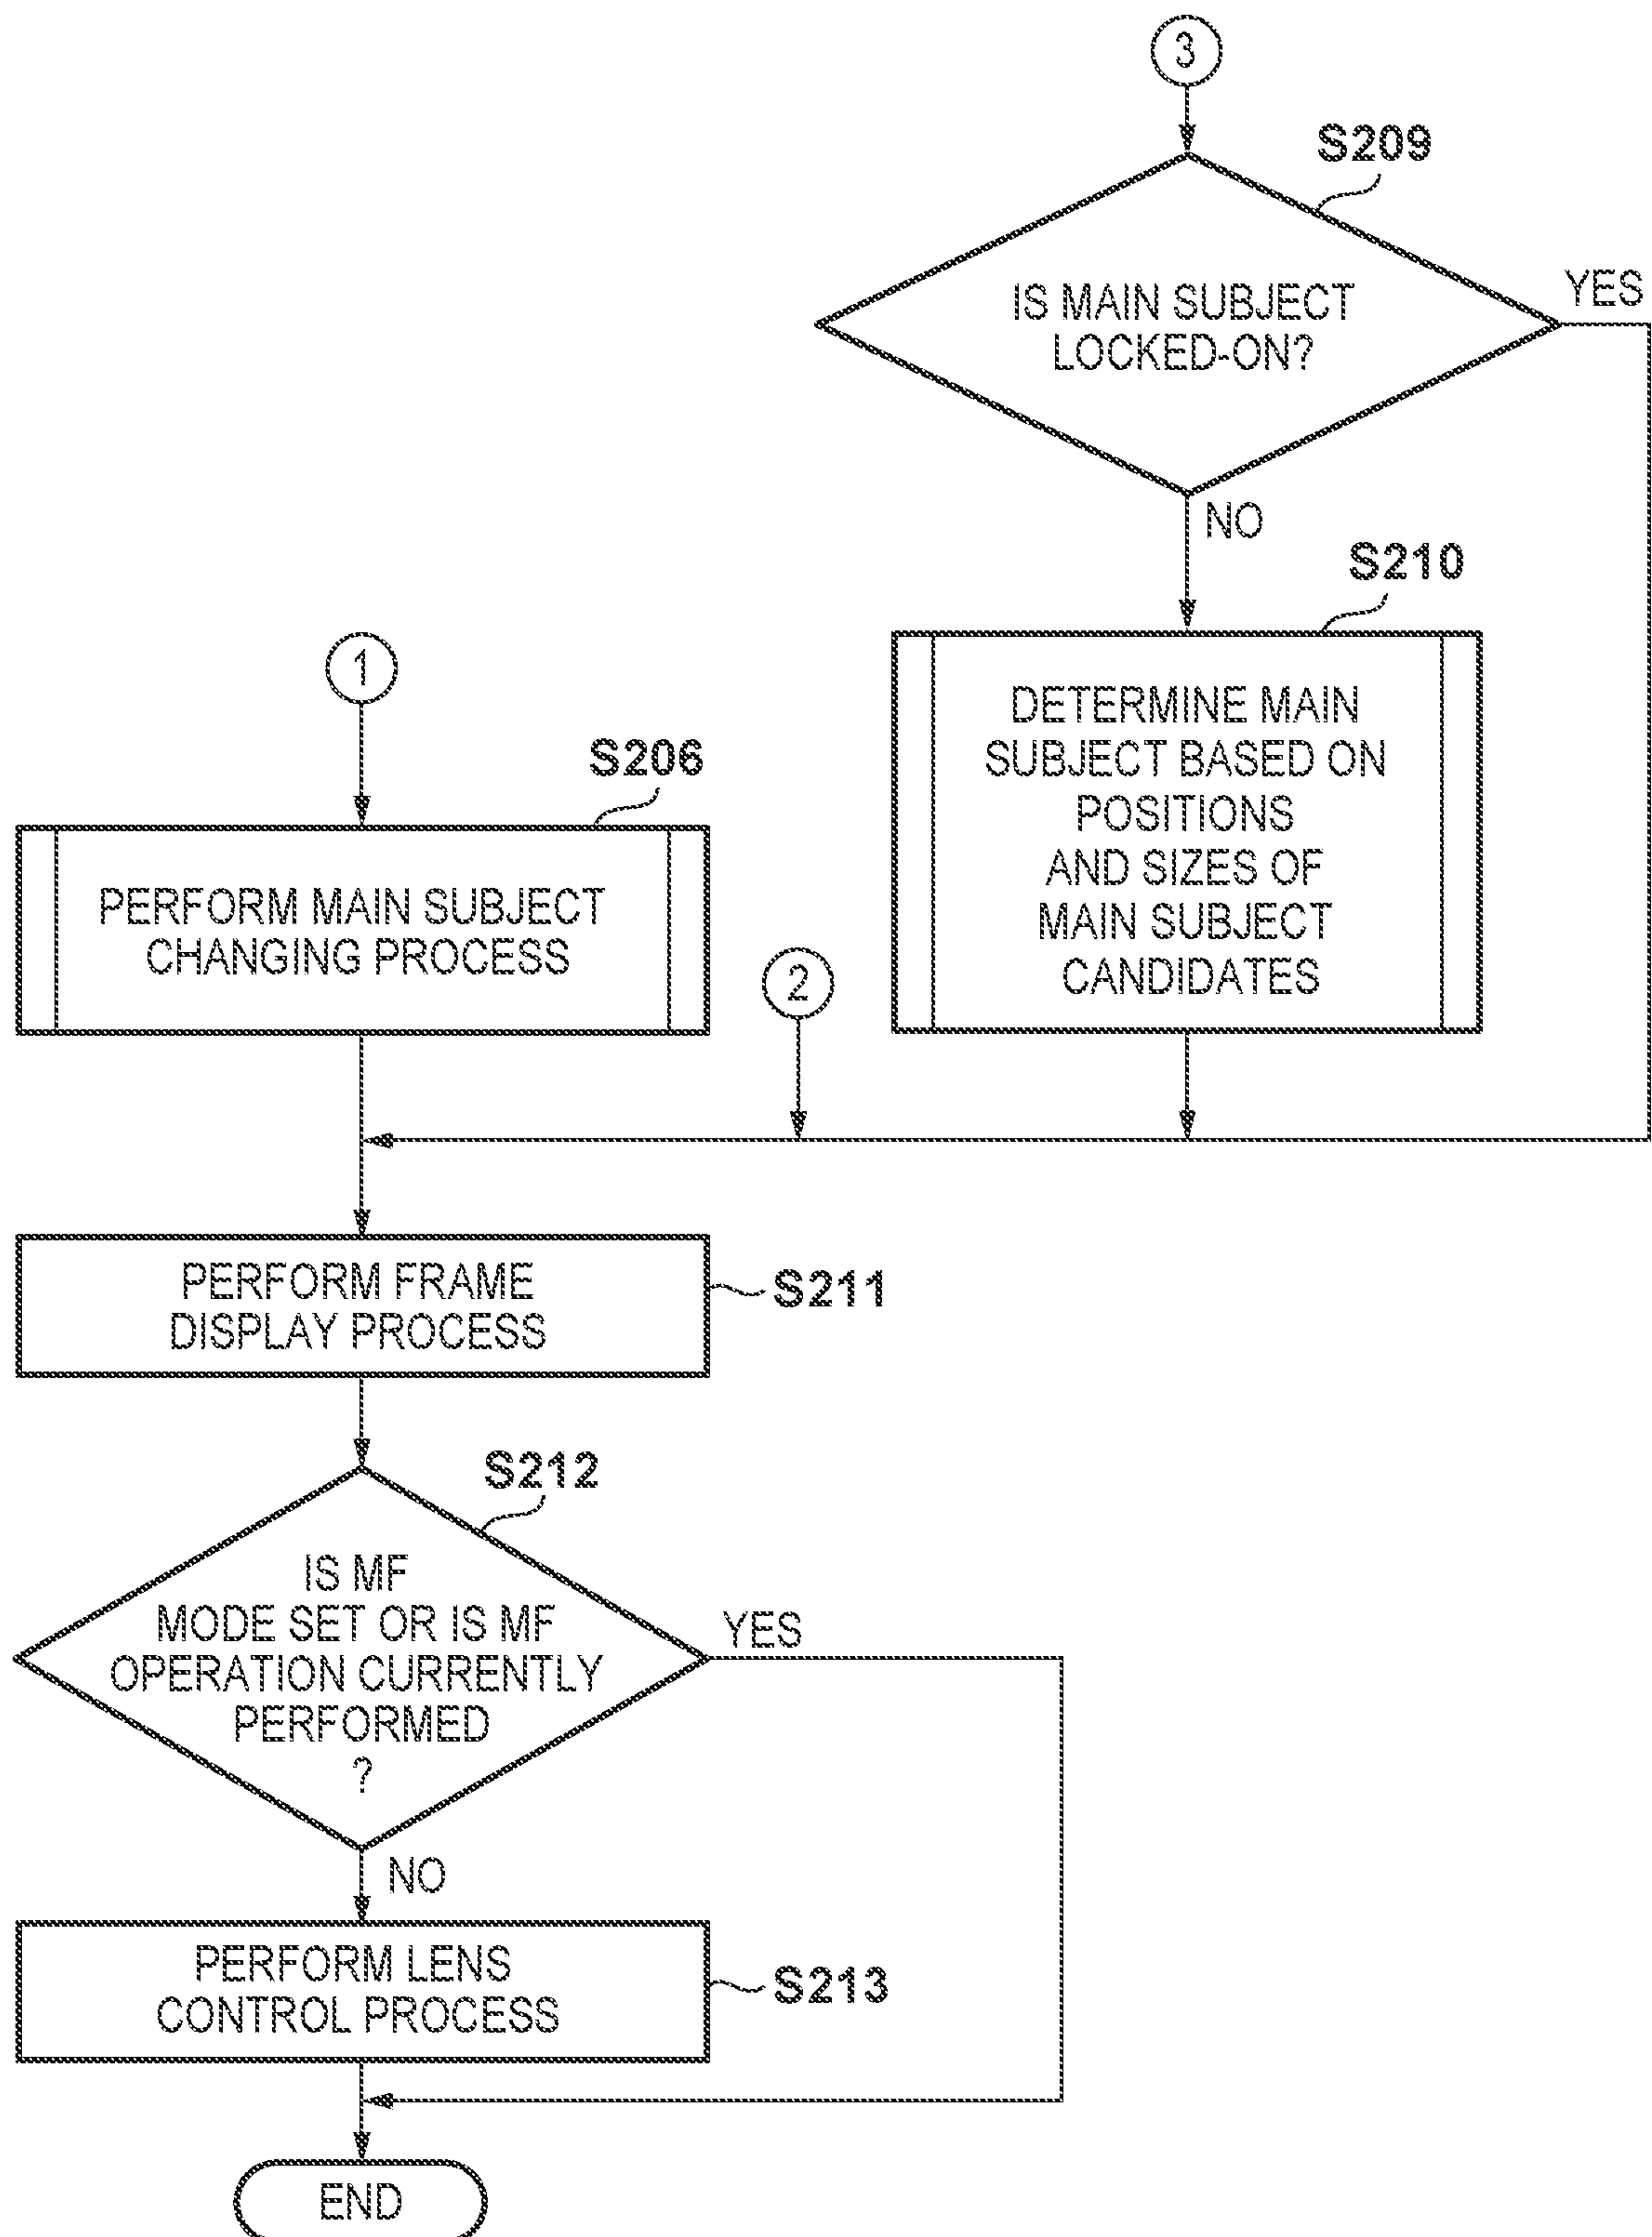 3
S209
IS MAIN SUBJECT
LOCKED-ON?
YES
NO
S210
DETERMINE MAIN
SUBJECT BASED ON
POSITIONS
AND SIZES OF
MAIN SUBJECT
CANDIDATES
1
S206
PERFORM MAIN SUBJECT
CHANGING PROCESS
2
PERFORM FRAME
DISPLAY PROCESS
S211
S212
IS MF
MODE SET OR IS MF
OPERATION CURRENTLY
PERFORMED
?
YES
NO
PERFORM LENS
CONTROL PROCESS
S213
END